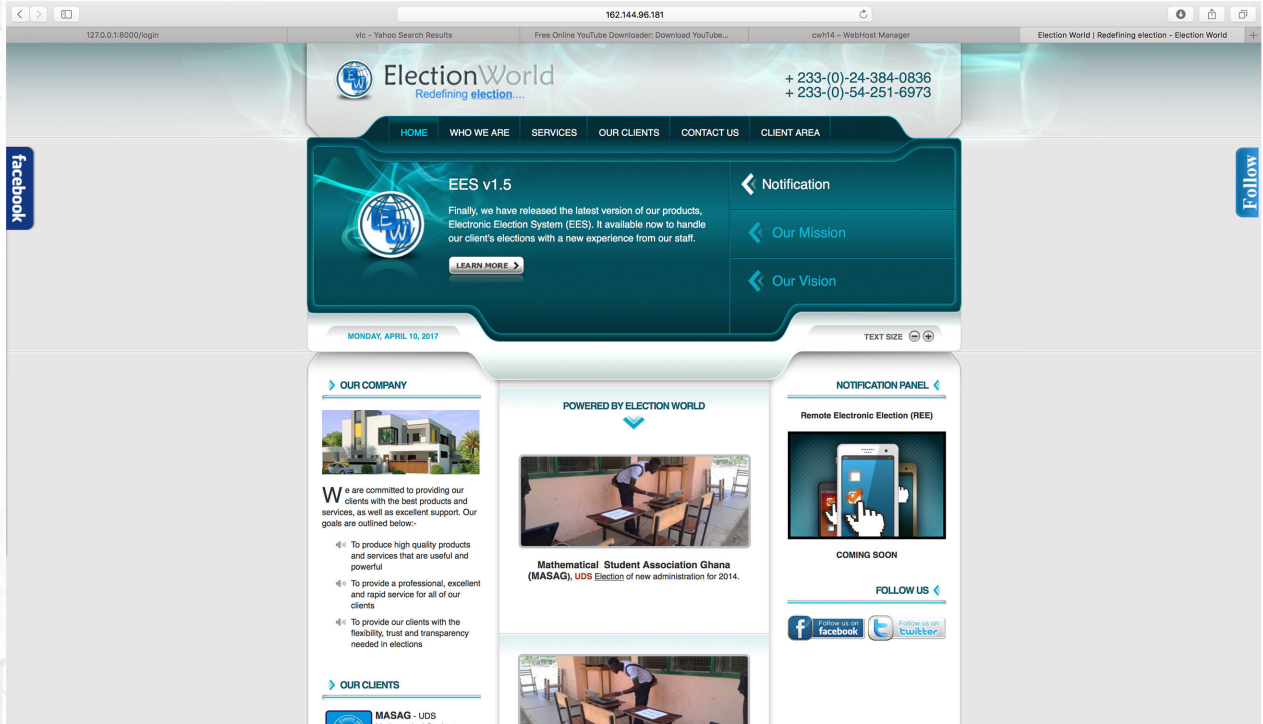 162.144.96.181
127.0.0.1:8000/login
vlc - Yahoo Search Results
Free Online YouTube Downloader: Download YouTube...
cwh14 – WebHost Manager
Election World | Redefining election - Election World
EW
ElectionWorld
Redefining election....
+ 233-(0)-24-384-0836
+ 233-(0)-54-251-6973
HOME
WHO WE ARE
SERVICES
OUR CLIENTS
CONTACT US
CLIENT AREA
facebook
Follow
EW
EES v1.5
Finally, we have released the latest version of our products,
Electronic Election System (EES). It available now to handle
our client's elections with a new experience from our staff.
LEARN MORE
Notification
Our Mission
Our Vision
MONDAY, APRIL 10, 2017
TEXT SIZE
OUR COMPANY
We are committed to providing our
clients with the best products and
services, as well as excellent support. Our
goals are outlined below:-
To produce high quality products
and services that are useful and
powerful
To provide a professional, excellent
and rapid service for all of our
clients
To provide our clients with the
flexibility, trust and transparency
needed in elections
OUR CLIENTS
MASAG - UDS
POWERED BY ELECTION WORLD
Mathematical Student Association Ghana
(MASAG), UDS Election of new administration for 2014.
NOTIFICATION PANEL
Remote Electronic Election (REE)
COMING SOON
FOLLOW US
Follow us on
facebook
Follow us on
twitter